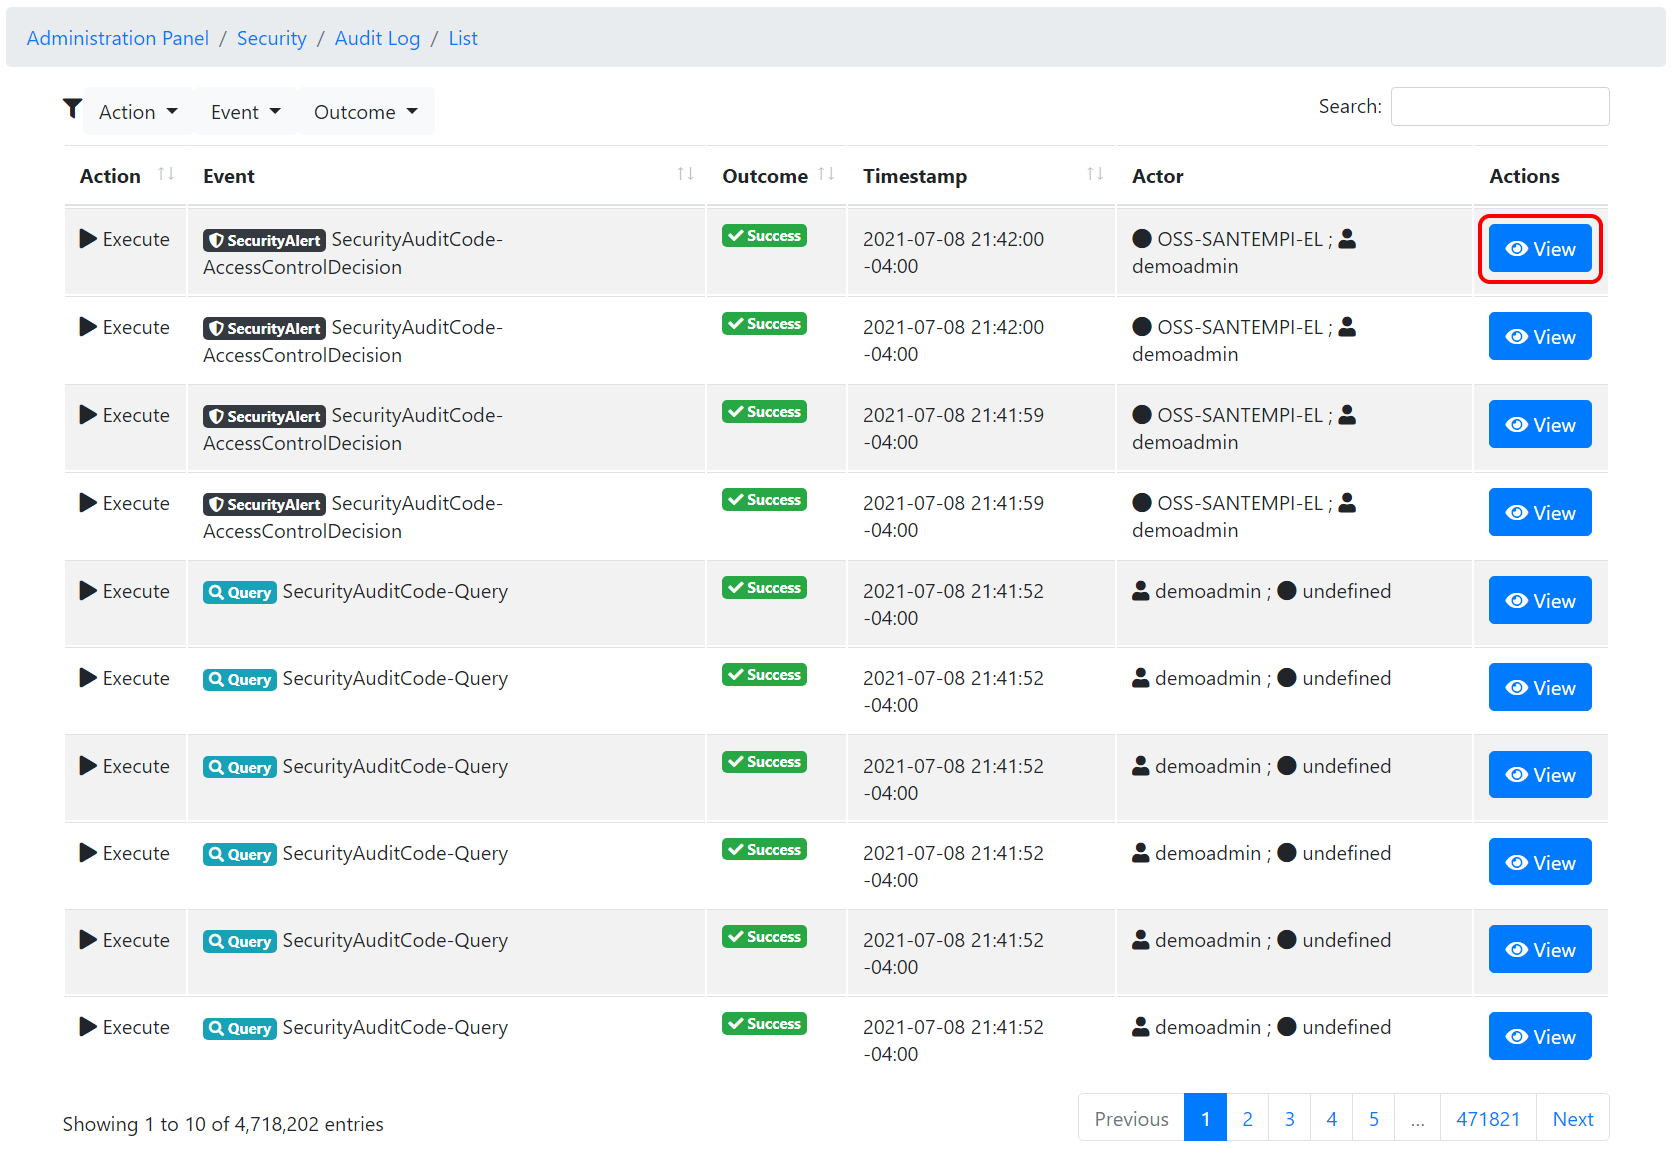 Administration Panel / Security / Audit Log / List
Action Event Outcome Search:
Action Event Outcome Timestamp Actor Actions
Execute SecurityAlert SecurityAuditCode- Success 2021-07-08 21:42:00 OSS-SANTEMPI-EL ; View
AccessControlDecision -04:00 demoadmin
Execute SecurityAlert SecurityAuditCode- Success 2021-07-08 21:42:00 OSS-SANTEMPI-EL ; View
AccessControlDecision -04:00 demoadmin
Execute SecurityAlert SecurityAuditCode- Success 2021-07-08 21:41:59 OSS-SANTEMPI-EL ; View
AccessControlDecision -04:00 demoadmin
Execute SecurityAlert SecurityAuditCode- Success 2021-07-08 21:41:59 OSS-SANTEMPI-EL ; View
AccessControlDecision -04:00 demoadmin
Execute Query SecurityAuditCode-Query Success 2021-07-08 21:41:52 demoadmin ; undefined View
-04:00
Execute Query SecurityAuditCode-Query Success 2021-07-08 21:41:52 demoadmin ; undefined View
-04:00
Execute Query SecurityAuditCode-Query Success 2021-07-08 21:41:52 demoadmin ; undefined View
-04:00
Execute Query SecurityAuditCode-Query Success 2021-07-08 21:41:52 demoadmin ; undefined View
-04:00
Execute Query SecurityAuditCode-Query Success 2021-07-08 21:41:52 demoadmin ; undefined View
-04:00
Execute Query SecurityAuditCode-Query Success 2021-07-08 21:41:52 demoadmin ; undefined View
-04:00
Showing 1 to 10 of 4,718,202 entries Previous 1 2 3 4 5 ... 471821 Next